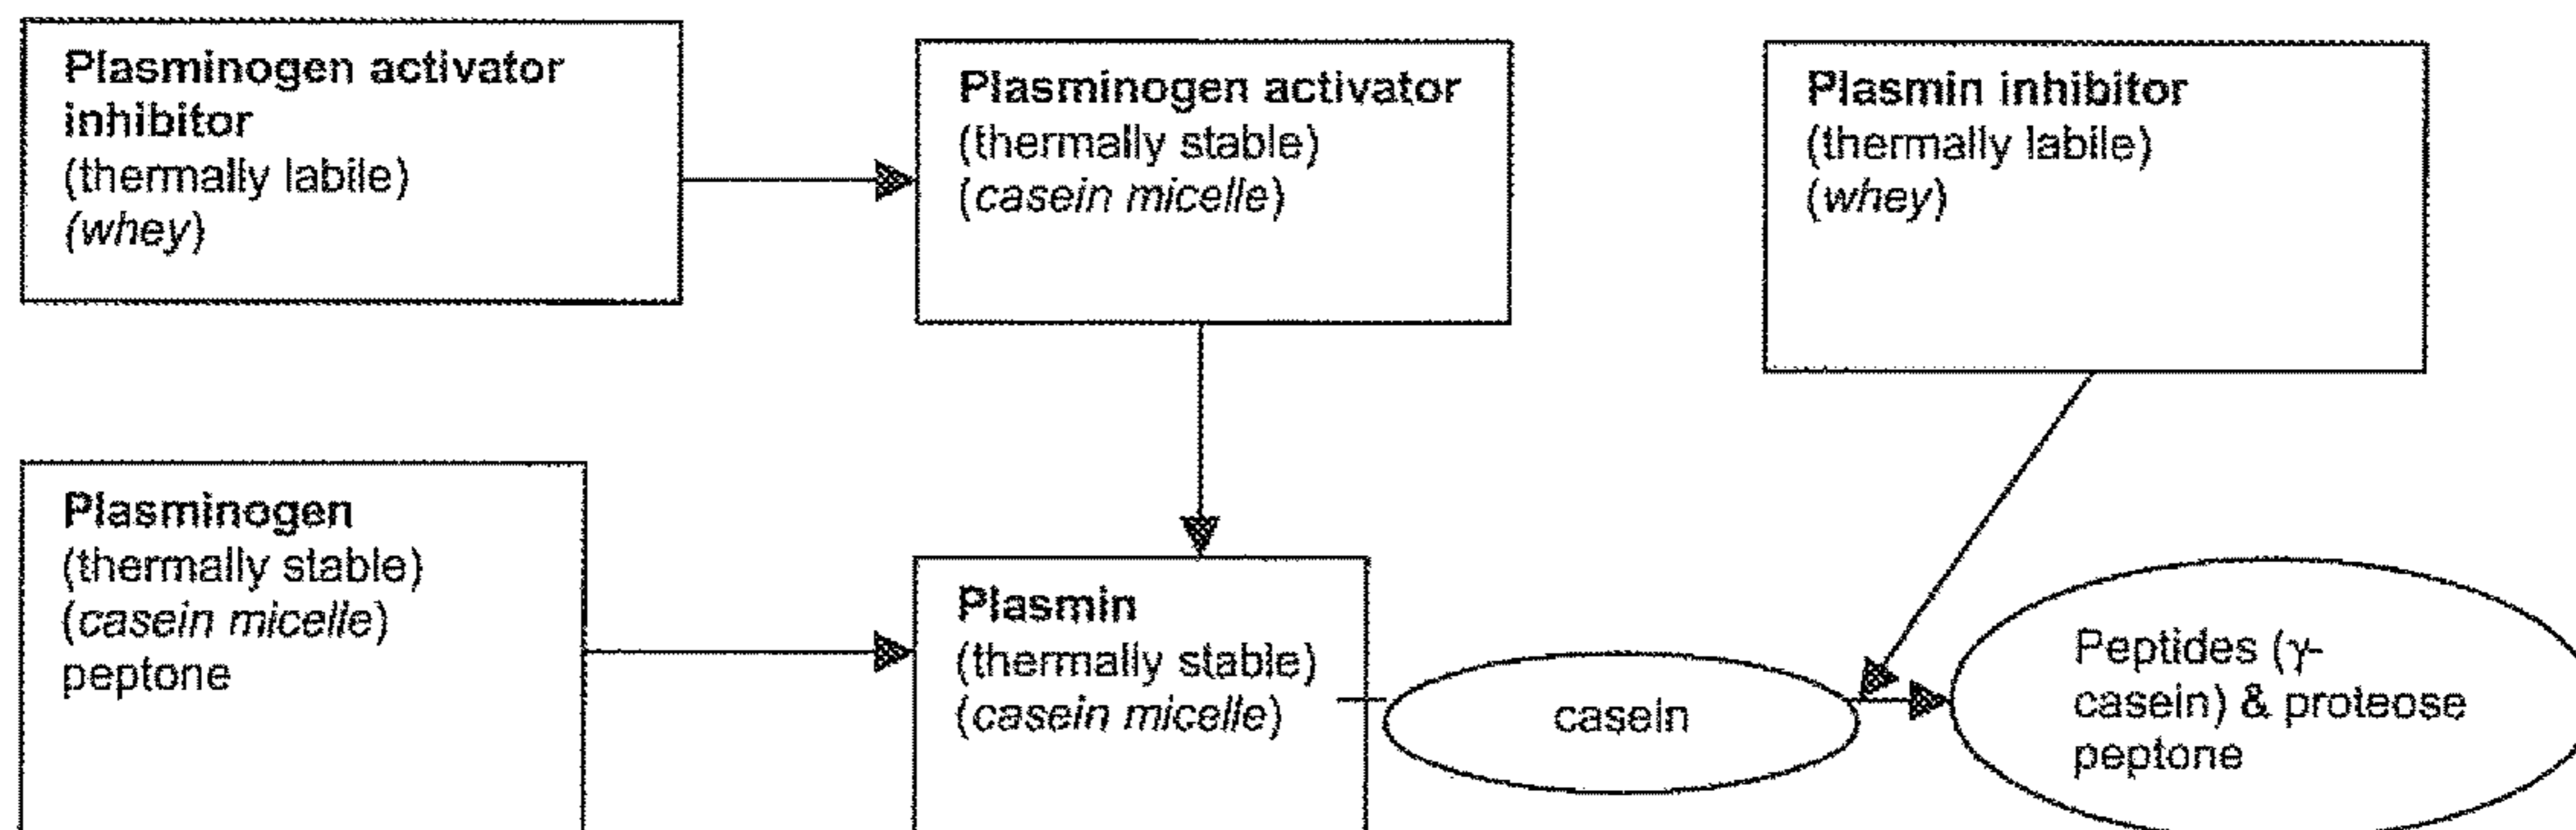 Plasminogen activator
inhibitor
(thermally labile)
(whey)
Plasminogen activator
(thermally stable)
(casein micelle)
Plasmin inhibitor
(thermally labile)
(whey)
Plasminogen
(thermally stable)
(casein micelle)
peptone
Plasmin
(thermally stable)
(casein micelle)
casein
Peptides (γ-
casein) & proteose
peptone